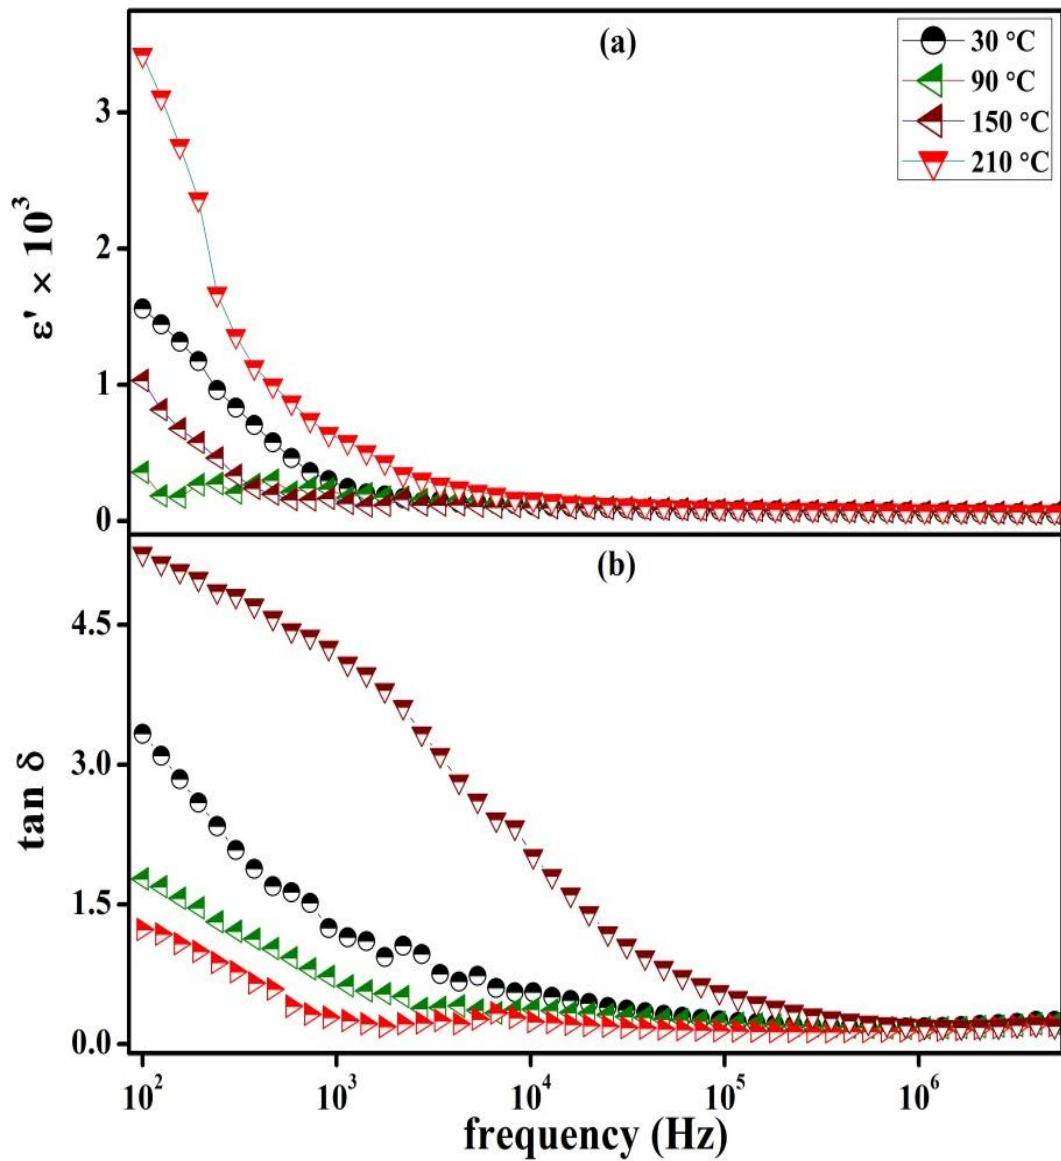 (a)
30 °C
90 °C
150 °C
210 °C
3
2
1
0
ε' × 10³
(b)
4.5
3.0
1.5
0.0
tan δ
10² 10³ 10⁴ 10⁵ 10⁶
frequency (Hz)